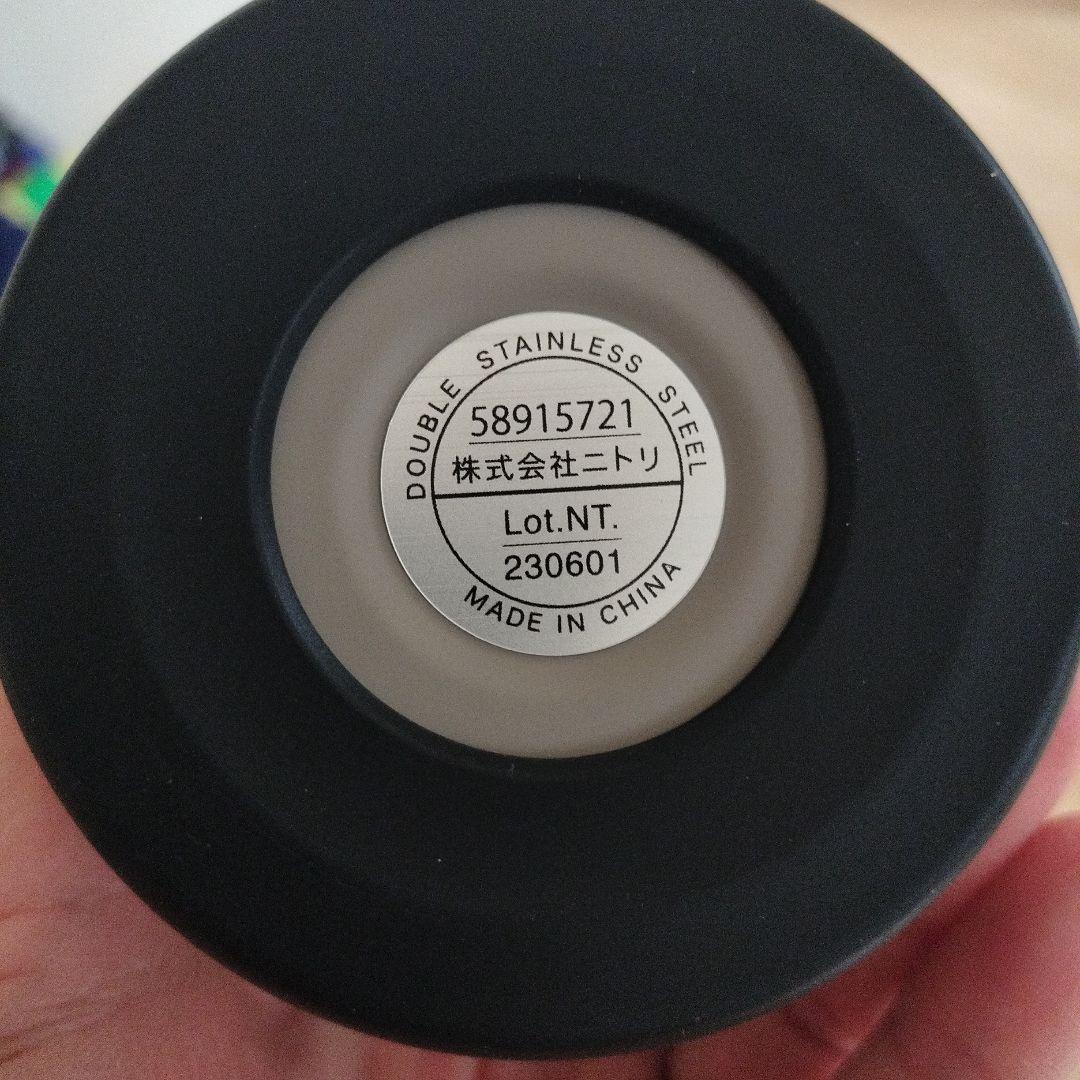 DOUBLE STAINLESS STEEL
58915721
株式会社ニトリ
Lot.NT.
230601
MADE IN CHINA